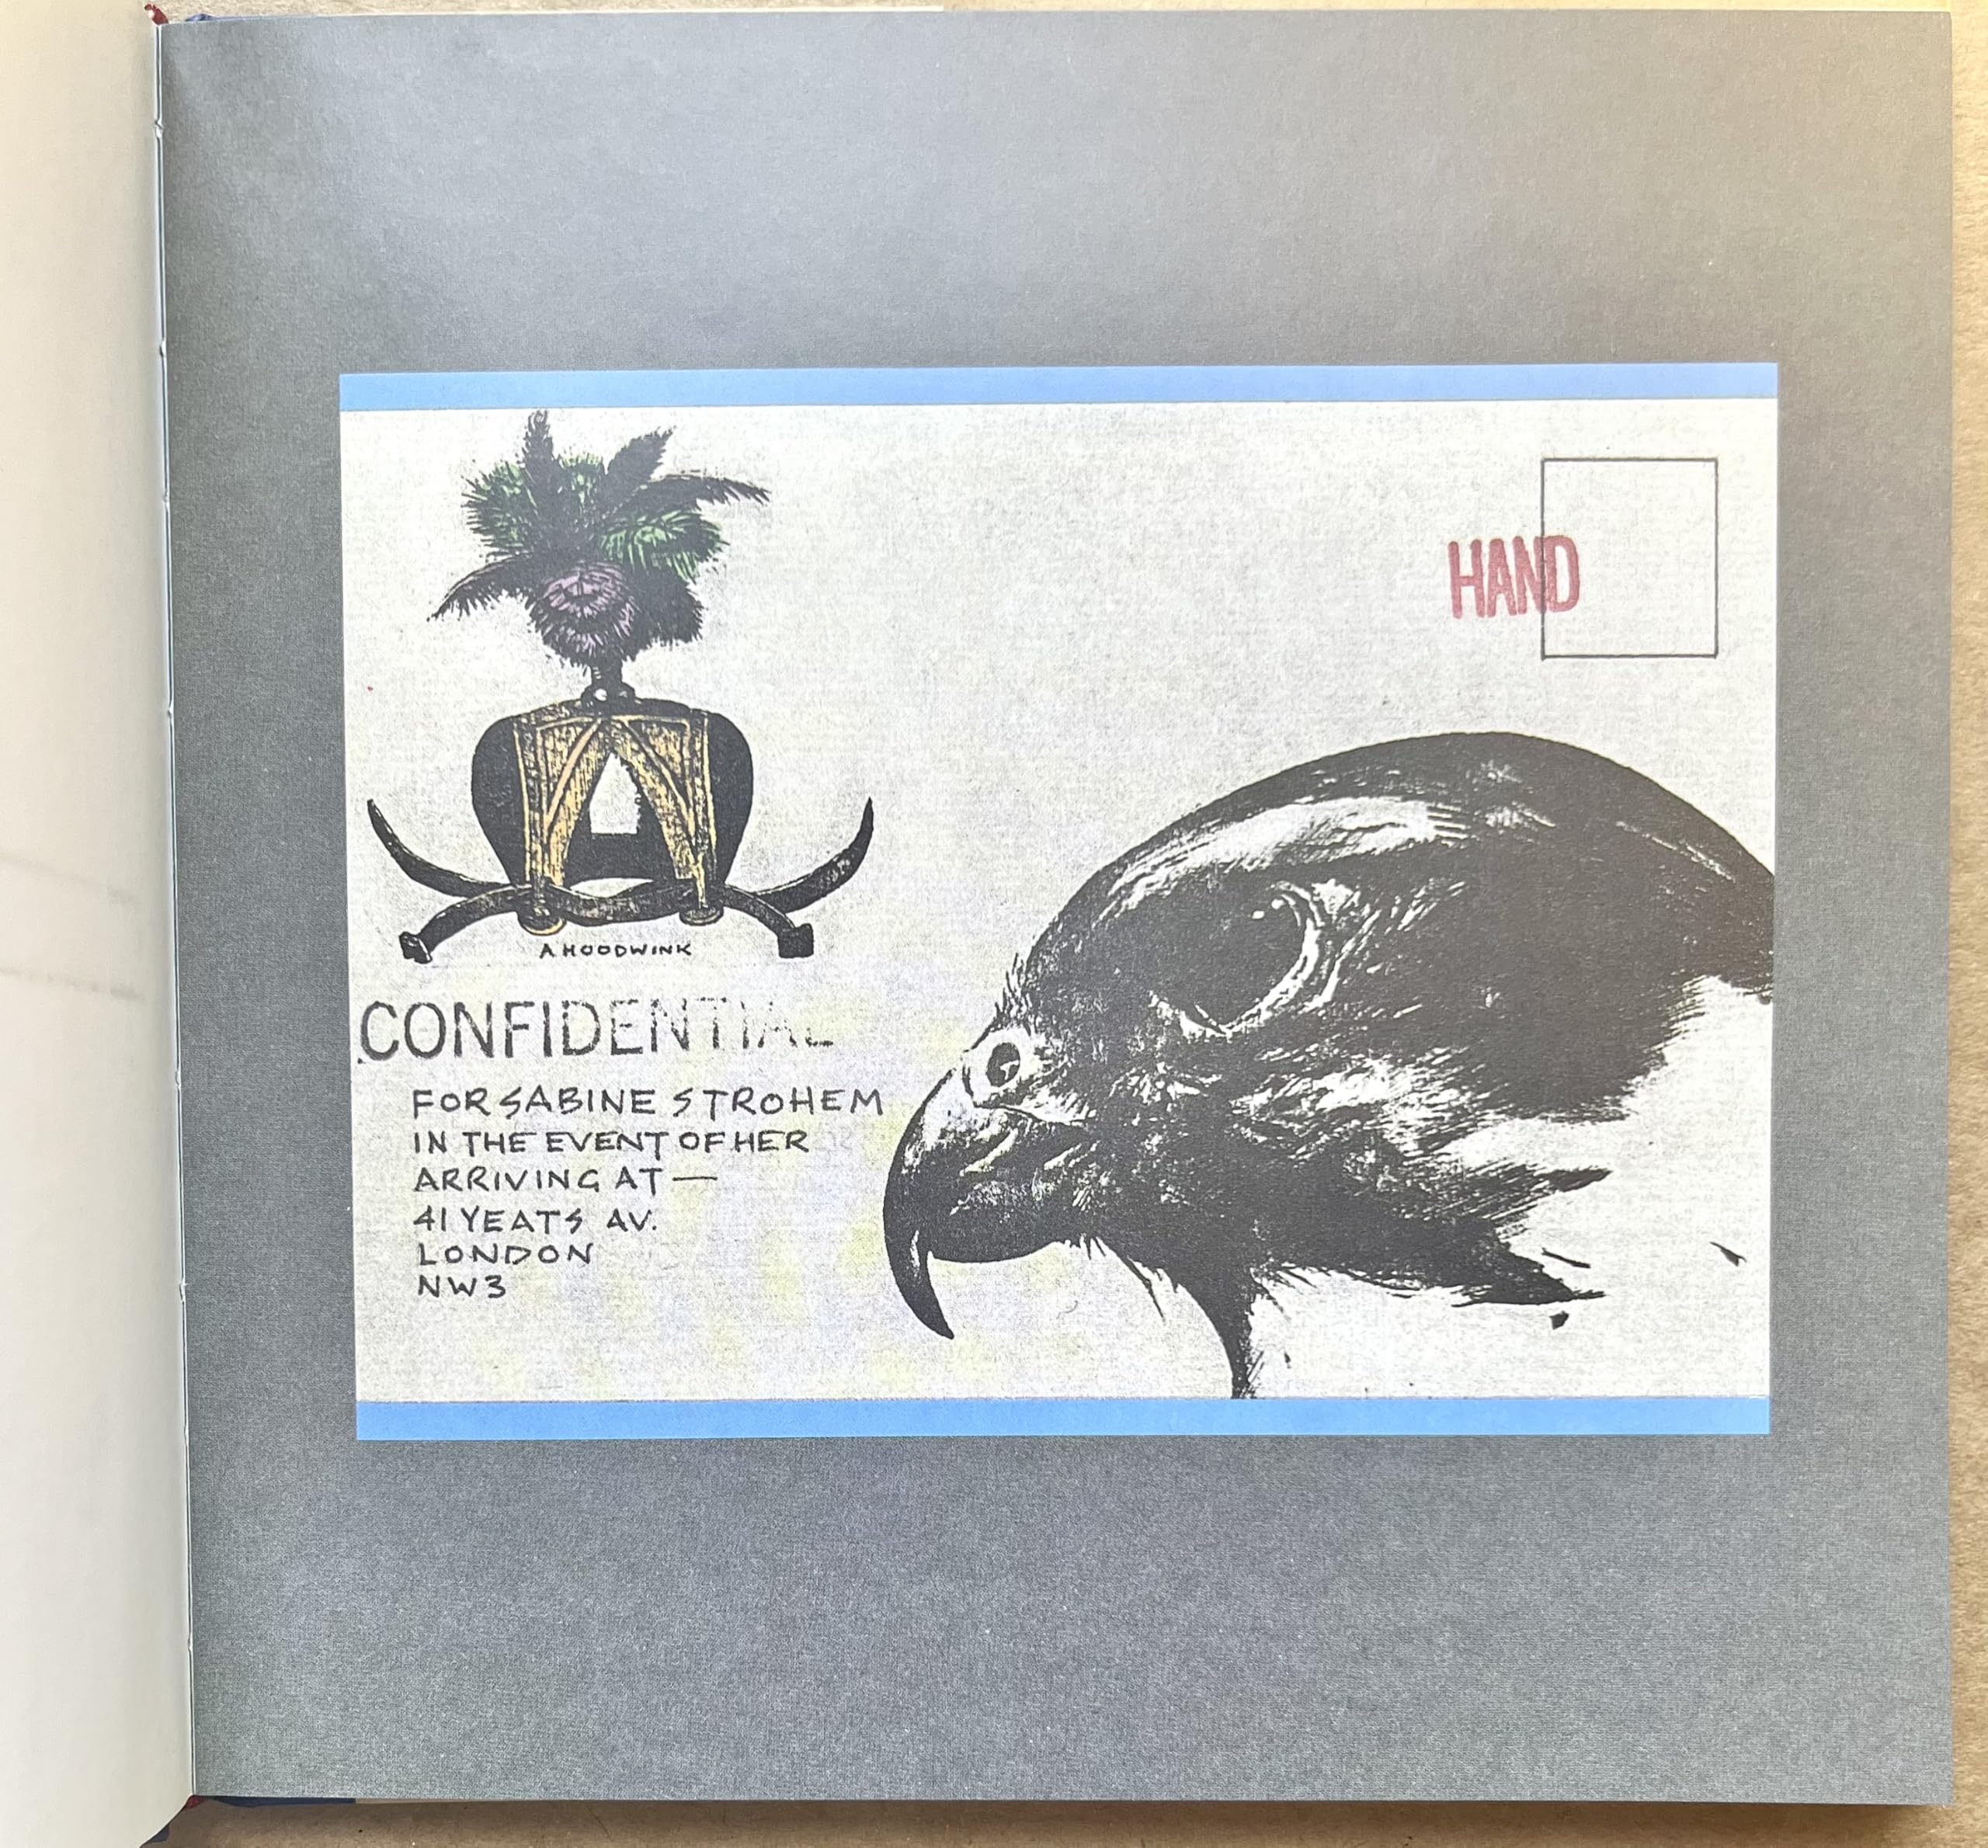 HAND
A HOODWINK
CONFIDENTIAL
FOR SABINE STROHEM
IN THE EVENT OF HER
ARRIVING AT —
41 YEATS AV.
LONDON
NW3